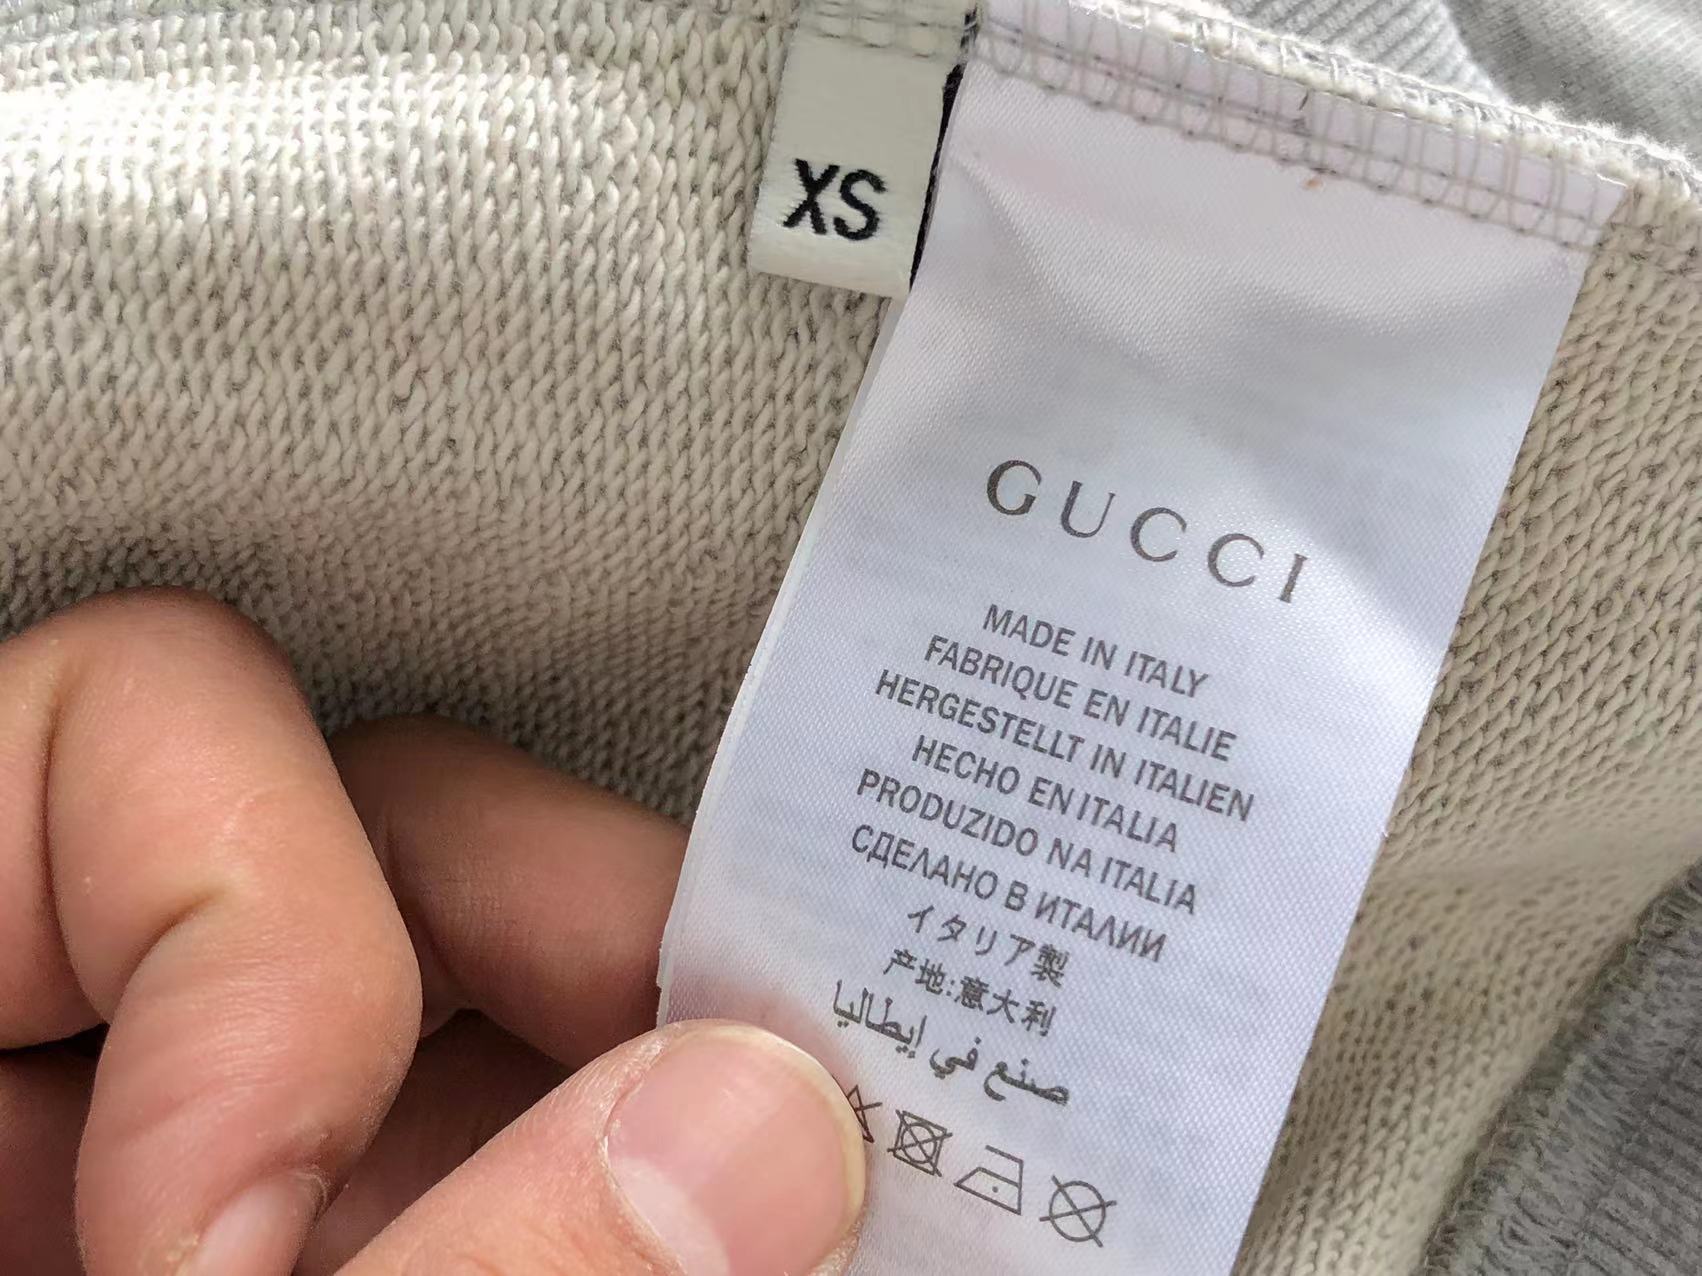 XS
GUCCI
MADE IN ITALY
FABRIQUE EN ITALIE
HERGESTELLT IN ITALIEN
HECHO EN ITALIA
PRODUZIDO NA ITALIA
СДЕЛАНО В ИТАЛИИ
イタリア製
产地:意大利
صنع في إيطاليا